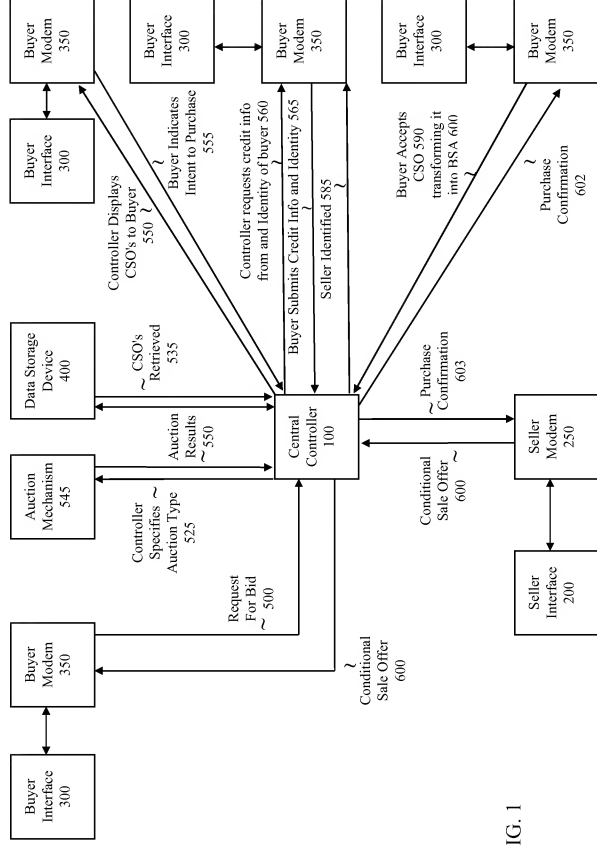 Buyer
Interface
300
Buyer
Modem
350
Request
For Bid
500
Conditional
Sale Offer
600
Auction
Mechanism
545
Data Storage
Device
400
Controller
Specifies
Auction Type
525
Auction
Results
550
CSO's
Retrieved
535
Central
Controller
100
Conditional
Sale Offer
600
Purchase
Confirmation
603
Seller
Interface
200
Seller
Modem
250
Buyer
Interface
300
Buyer
Modem
350
Controller Displays
CSO's to Buyer
550
Buyer Indicates
Intent to Purchase
555
Buyer
Interface
300
Buyer
Modem
350
Controller requests credit info
from and Identity of buyer 560
Buyer Submits Credit Info and Identity 565
Seller Identified 585
Buyer
Interface
300
Buyer
Modem
350
Buyer Accepts
CSO 590
transforming it
into BSA 600
Purchase
Confirmation
602
IG. 1